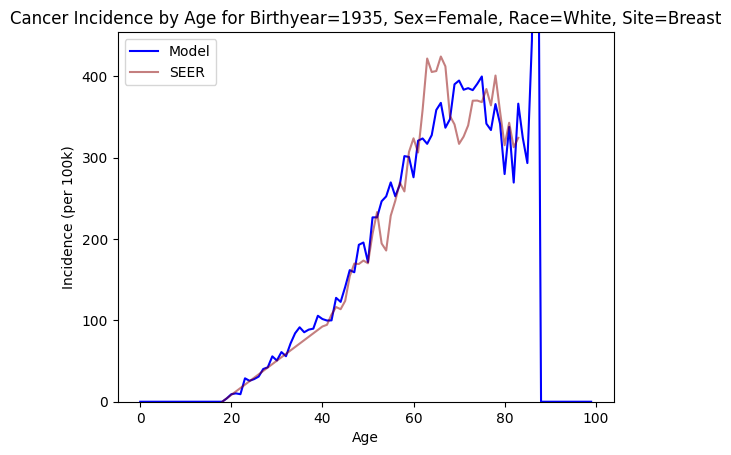 Cancer Incidence by Age for Birthyear=1935, Sex=Female, Race=White, Site=Breast
Model
SEER
400
300
200
100
0
Incidence (per 100k)
0 20 40 60 80 100
Age